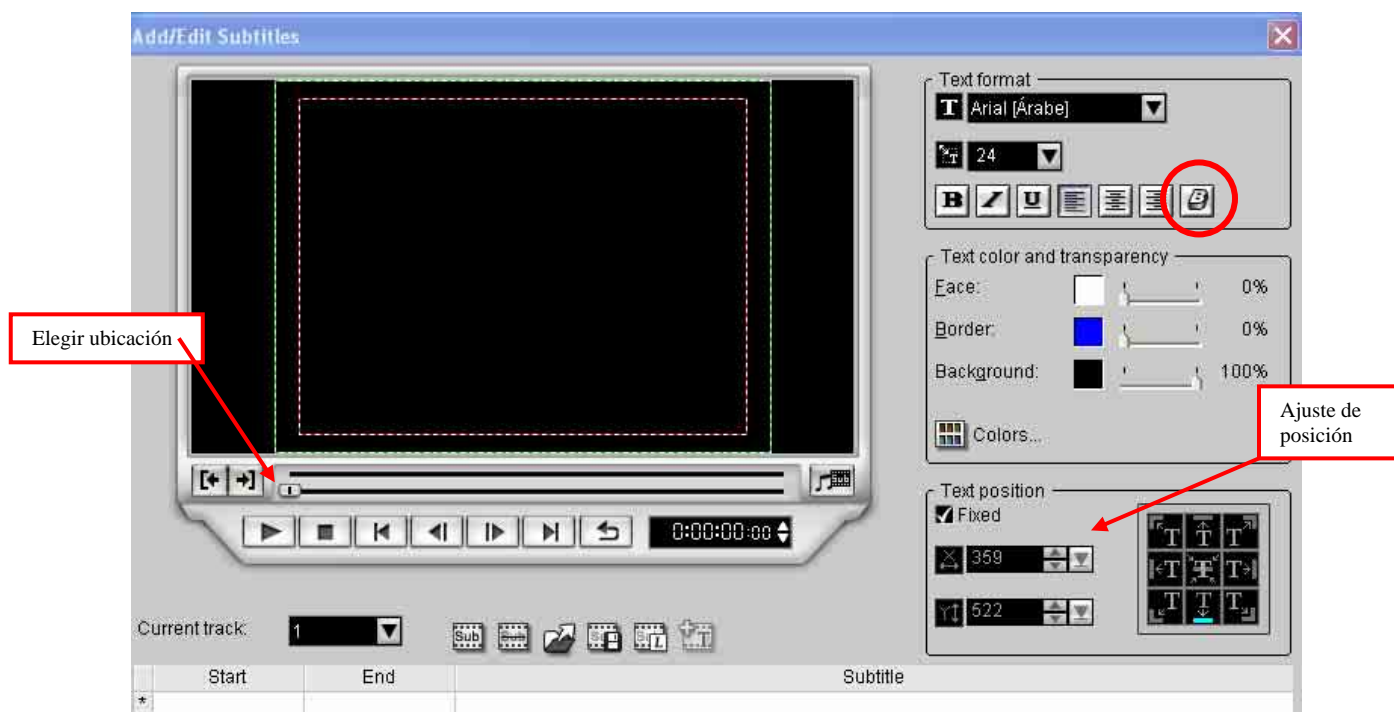 Add/Edit Subtitles
Text format
T Arial [Árabe]
24
B I U
Text color and transparency
Face: 0%
Border: 0%
Background: 100%
Colors...
Elegir ubicación
Ajuste de
posición
Text position
Fixed
X 359
Y 522
0:00:00:00
Current track: 1
Sub
Start End Subtitle
*